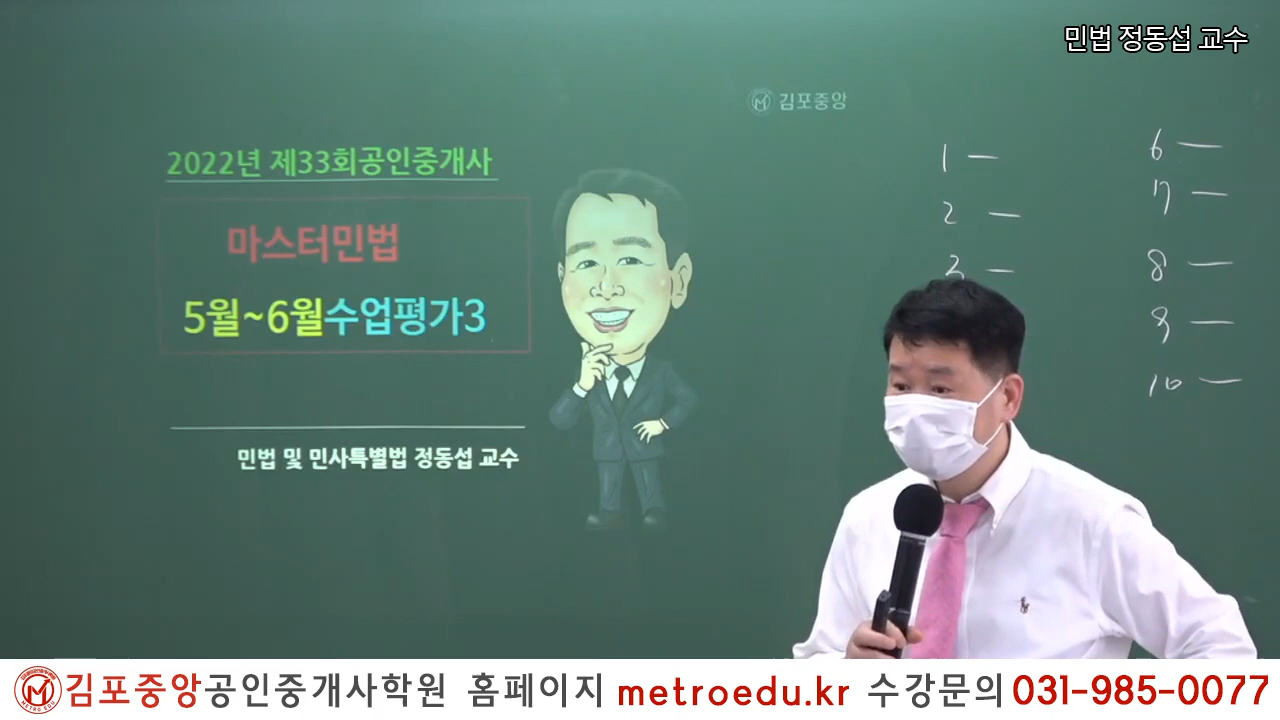 민법 정동섭 교수
김포중앙
2022년 제33회공인중개사
마스터민법
5월~6월수업평가3
민법 및 민사특별법 정동섭 교수
1 —
2 —
3 —
6 —
7 —
8 —
9 —
10 —
METRO EDU
김포중앙공인중개사학원 홈페이지 metroedu.kr 수강문의 031-985-0077